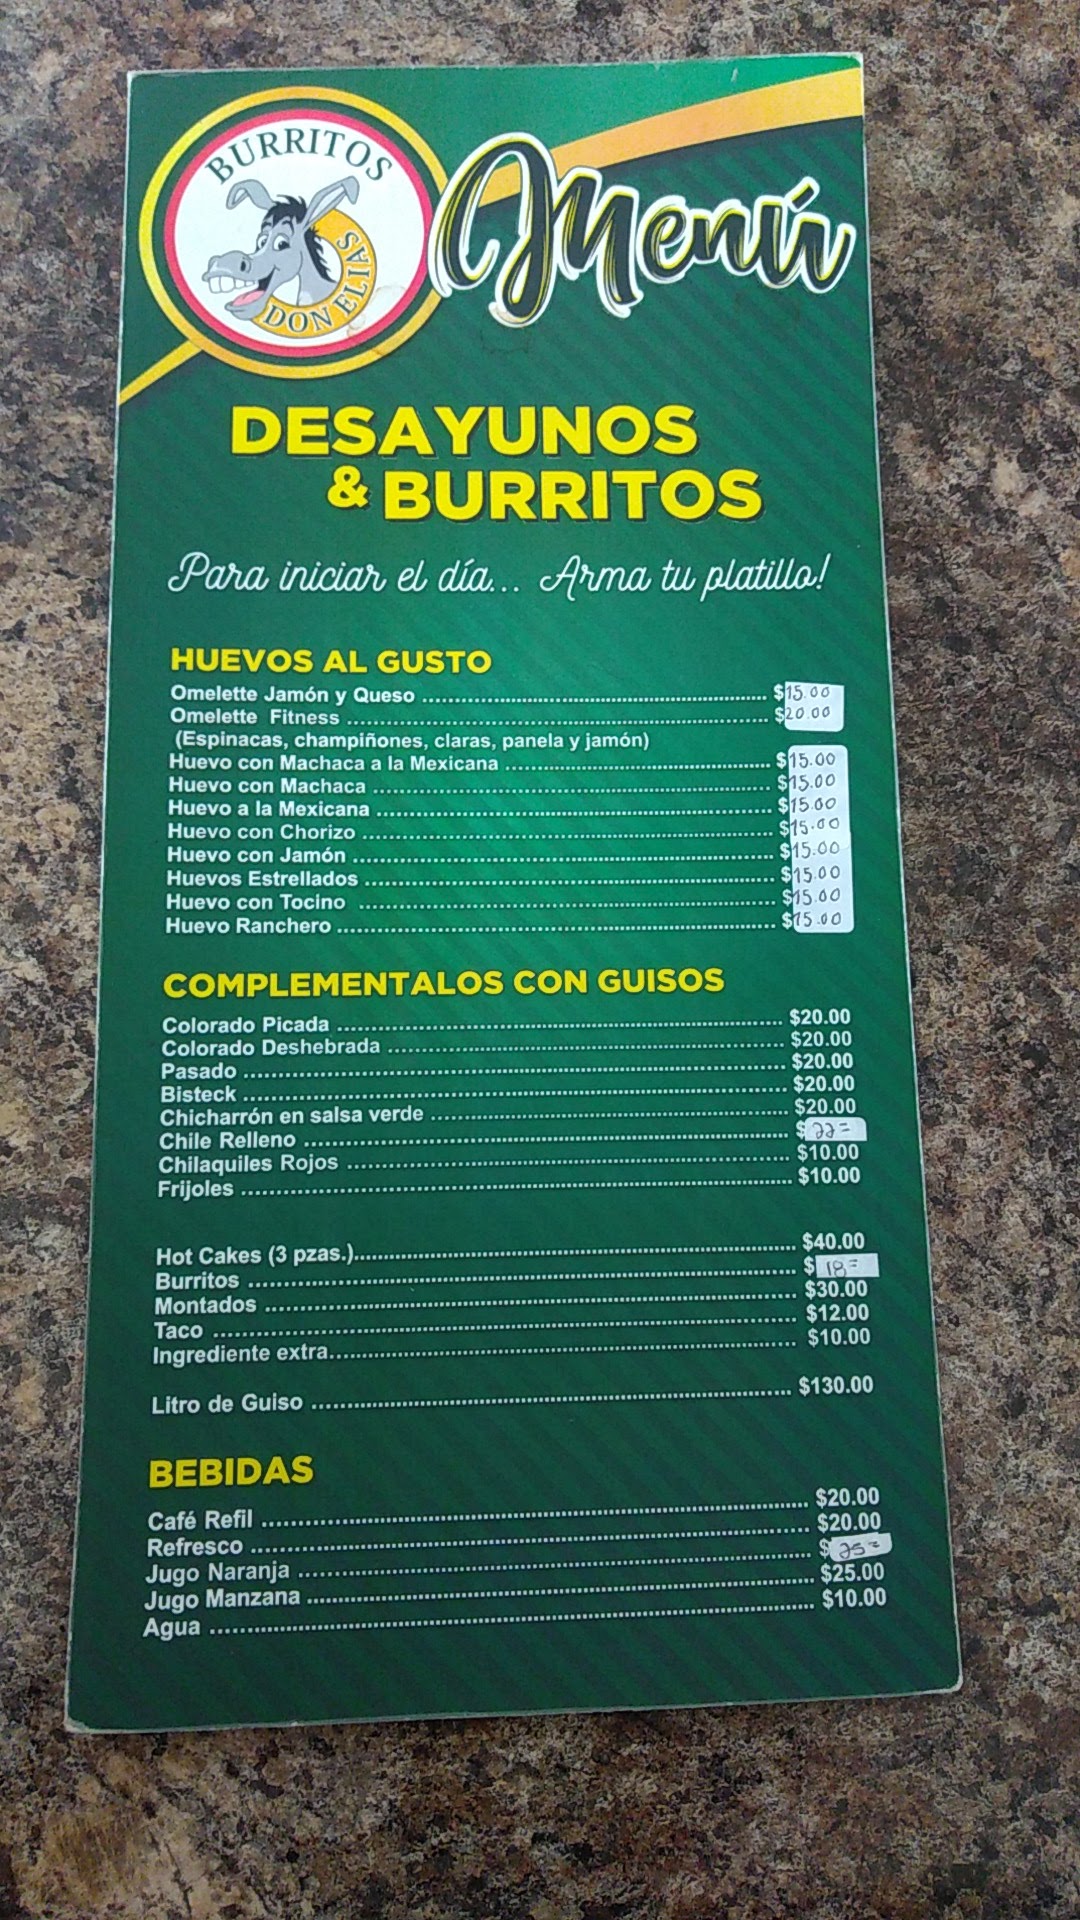 BURRITOS
DON ELIAS
Menú
DESAYUNOS
& BURRITOS
Para iniciar el día... Arma tu platillo!
HUEVOS AL GUSTO
Omelette Jamón y Queso ........ $15.00
Omelette Fitness ........ $20.00
(Espinacas, champiñones, claras, panela y jamón)
Huevo con Machaca a la Mexicana ........ $15.00
Huevo con Machaca ........ $15.00
Huevo a la Mexicana ........ $15.00
Huevo con Chorizo ........ $15.00
Huevo con Jamón ........ $15.00
Huevos Estrellados ........ $15.00
Huevo con Tocino ........ $15.00
Huevo Ranchero ........ $15.00
COMPLEMENTALOS CON GUISOS
Colorado Picada ........ $20.00
Colorado Deshebrada ........ $20.00
Pasado ........ $20.00
Bisteck ........ $20.00
Chicharrón en salsa verde ........ $20.00
Chile Relleno ........ $22=
Chilaquiles Rojos ........ $10.00
Frijoles ........ $10.00
Hot Cakes (3 pzas.)........ $40.00
Burritos ........ $18=
Montados ........ $30.00
Taco ........ $12.00
Ingrediente extra........ $10.00
Litro de Guiso ........ $130.00
BEBIDAS
Café Refil ........ $20.00
Refresco ........ $20.00
Jugo Naranja ........ $25=
Jugo Manzana ........ $25.00
Agua ........ $10.00